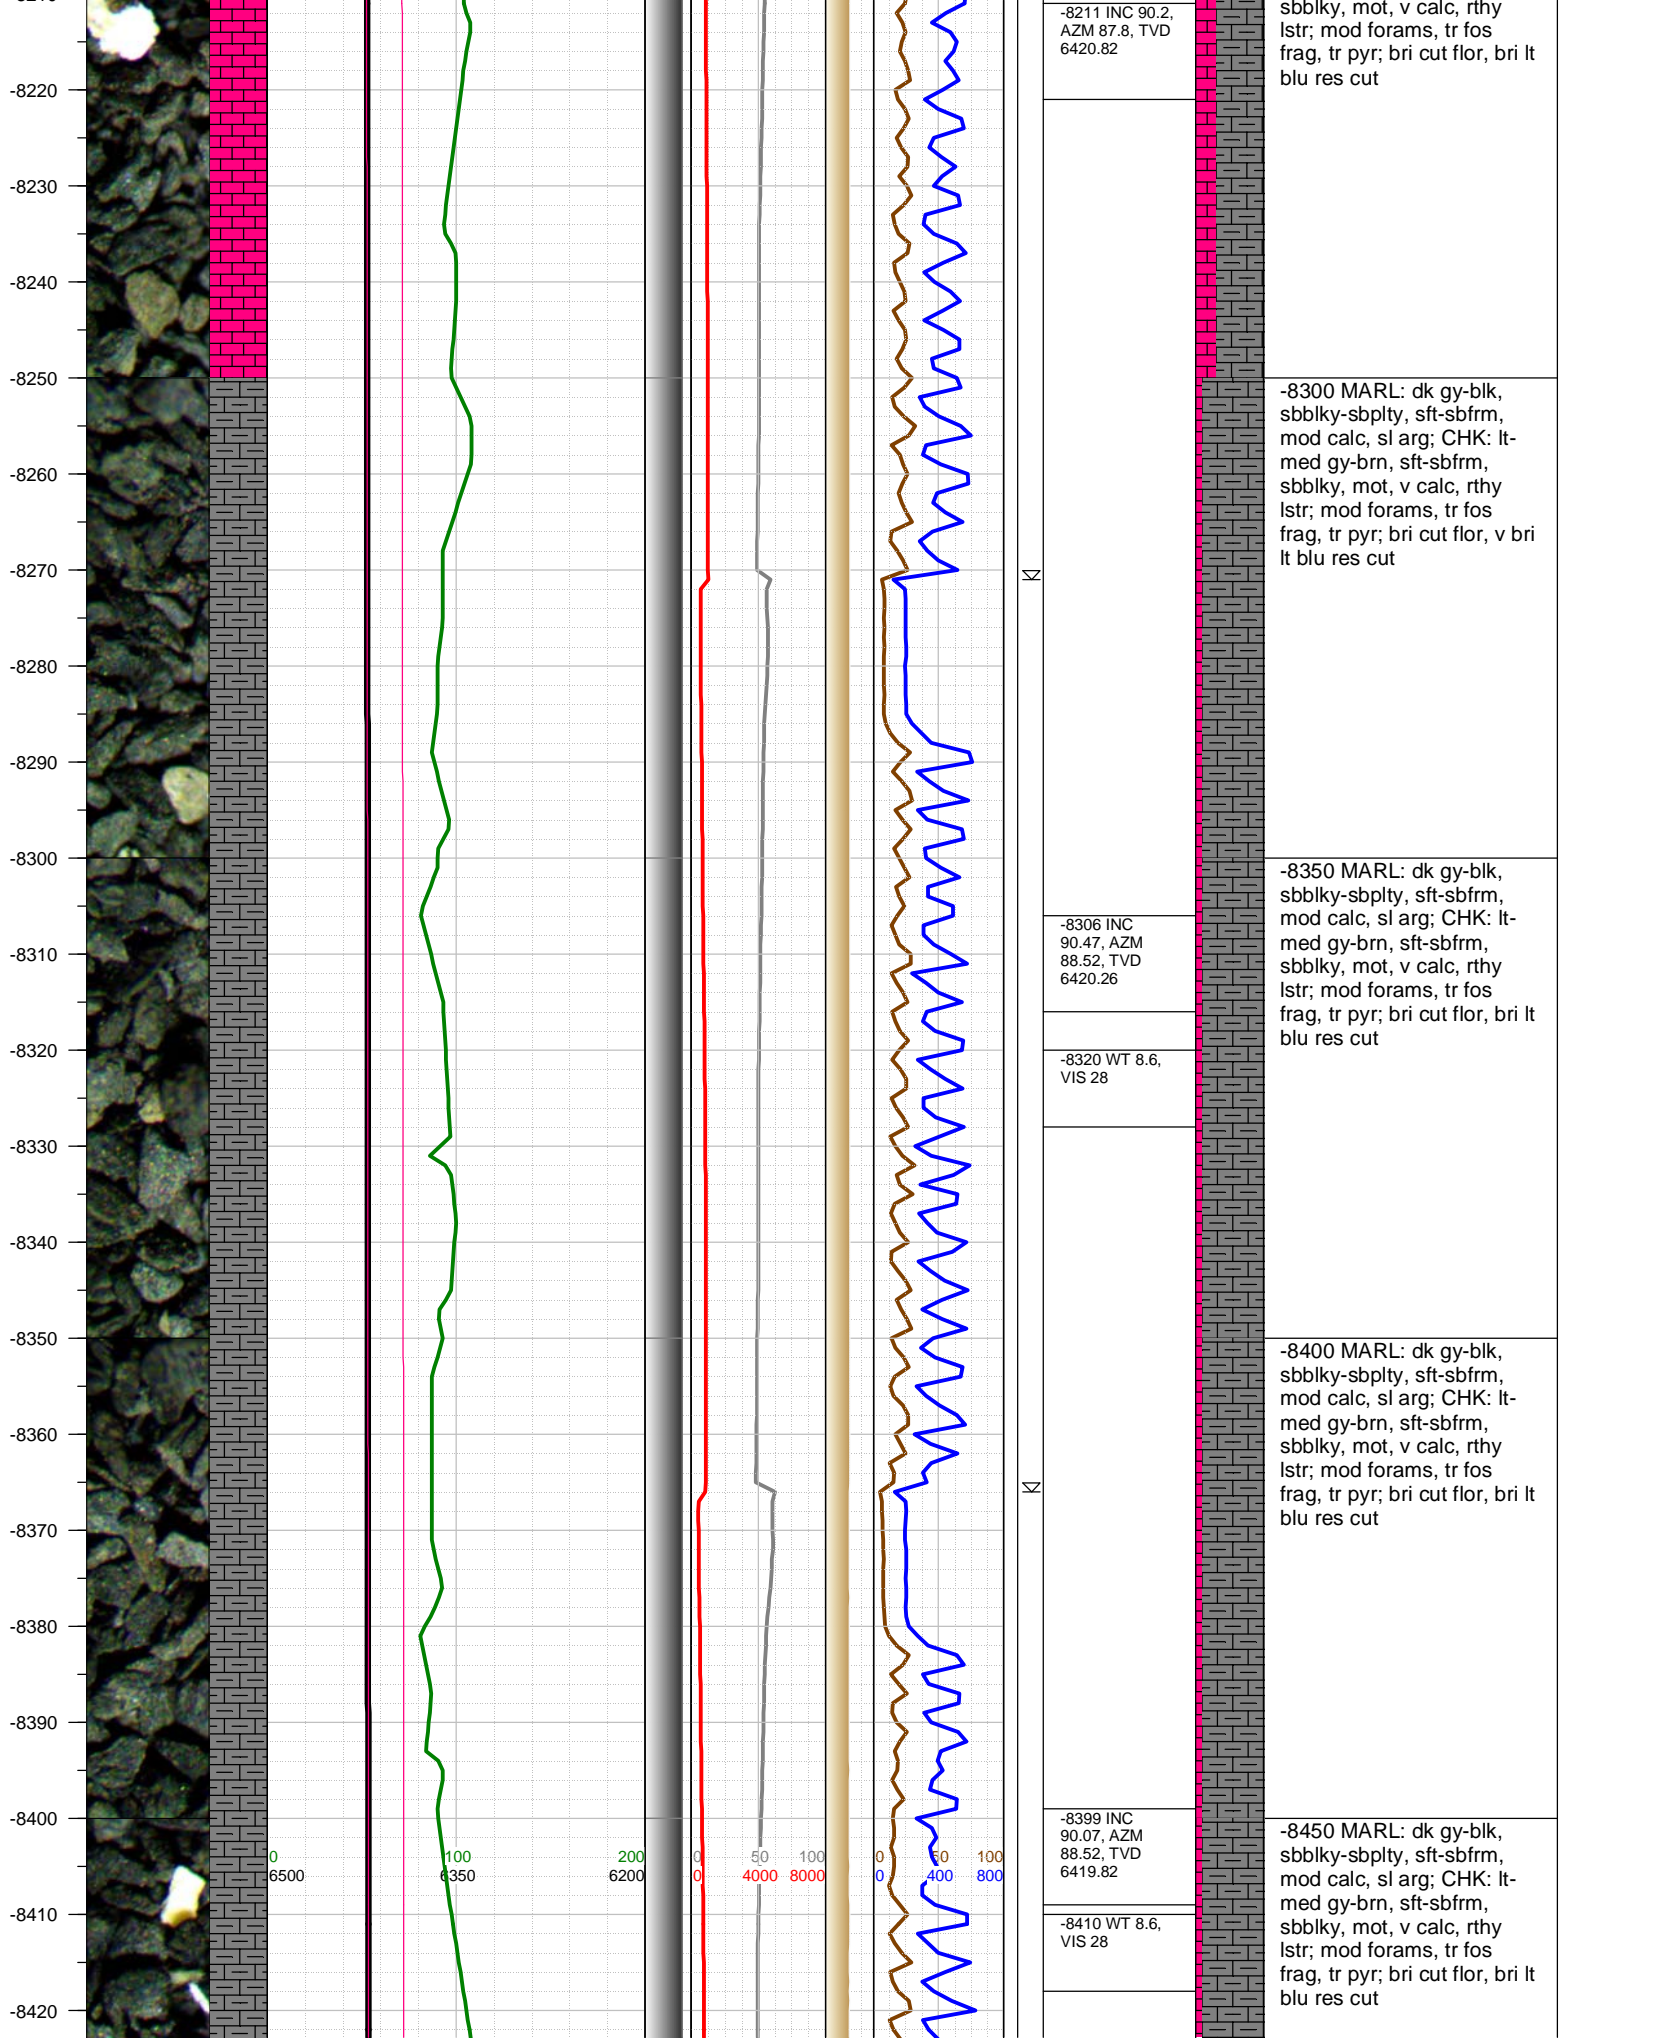 -8211 INC 90.2,
AZM 87.8, TVD
6420.82
sbblky, mot, v calc, rthy
lstr; mod forams, tr fos
frag, tr pyr; bri cut flor, bri lt
blu res cut
-8220
-8230
-8240
-8250
-8300 MARL: dk gy-blk,
sbblky-sbplty, sft-sbfrm,
mod calc, sl arg; CHK: lt-
med gy-brn, sft-sbfrm,
sbblky, mot, v calc, rthy
lstr; mod forams, tr fos
frag, tr pyr; bri cut flor, v bri
lt blu res cut
-8260
-8270
-8280
-8290
-8300
-8350 MARL: dk gy-blk,
sbblky-sbplty, sft-sbfrm,
mod calc, sl arg; CHK: lt-
med gy-brn, sft-sbfrm,
sbblky, mot, v calc, rthy
lstr; mod forams, tr fos
frag, tr pyr; bri cut flor, bri lt
blu res cut
-8306 INC
90.47, AZM
88.52, TVD
6420.26
-8310
-8320
-8320 WT 8.6,
VIS 28
-8330
-8340
-8350
-8400 MARL: dk gy-blk,
sbblky-sbplty, sft-sbfrm,
mod calc, sl arg; CHK: lt-
med gy-brn, sft-sbfrm,
sbblky, mot, v calc, rthy
lstr; mod forams, tr fos
frag, tr pyr; bri cut flor, bri lt
blu res cut
-8360
-8370
-8380
-8390
-8400
-8399 INC
90.07, AZM
88.52, TVD
6419.82
-8450 MARL: dk gy-blk,
sbblky-sbplty, sft-sbfrm,
mod calc, sl arg; CHK: lt-
med gy-brn, sft-sbfrm,
sbblky, mot, v calc, rthy
lstr; mod forams, tr fos
frag, tr pyr; bri cut flor, bri lt
blu res cut
0 100 200 0 50 100 0 50 100
6500 6350 6200 0 4000 8000 0 400 800
-8410
-8410 WT 8.6,
VIS 28
-8420